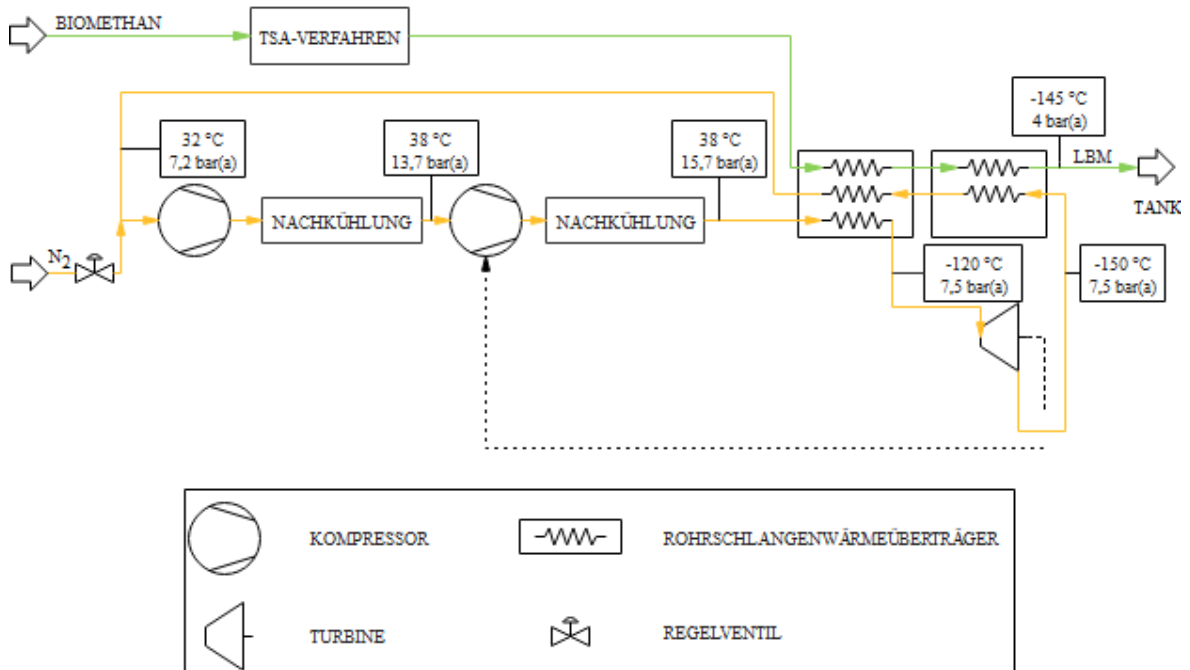 BIOMETHAN
TSA-VERFAHREN
-145 °C
4 bar(a)
32 °C
7,2 bar(a)
38 °C
13,7 bar(a)
38 °C
15,7 bar(a)
LBM
TANK
NACHKÜHLUNG
NACHKÜHLUNG
N2
-120 °C
7,5 bar(a)
-150 °C
7,5 bar(a)
KOMPRESSOR
ROHRSCHLANGENWÄRMEÜBERTRÄGER
TURBINE
REGELVENTIL